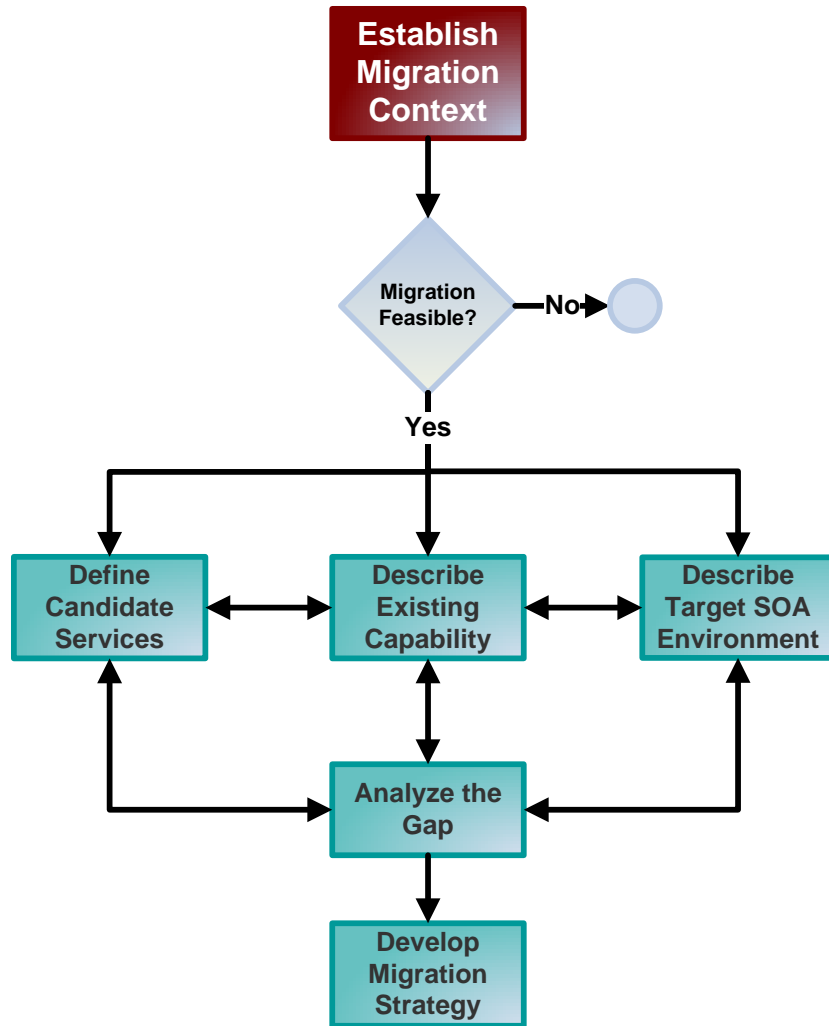 Establish
Migration
Context
Migration
Feasible?
No
Yes
Define
Candidate
Services
Describe
Existing
Capability
Describe
Target SOA
Environment
Analyze the
Gap
Develop
Migration
Strategy